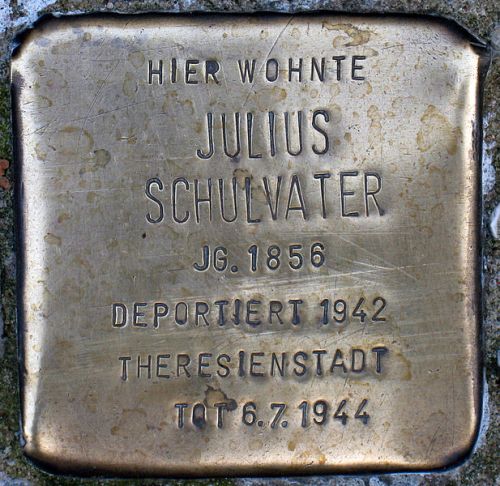 HIER WOHNTE
JULIUS
SCHULVATER
JG. 1856
DEPORTIERT 1942
THERESIENSTADT
TOT 6.7.1944